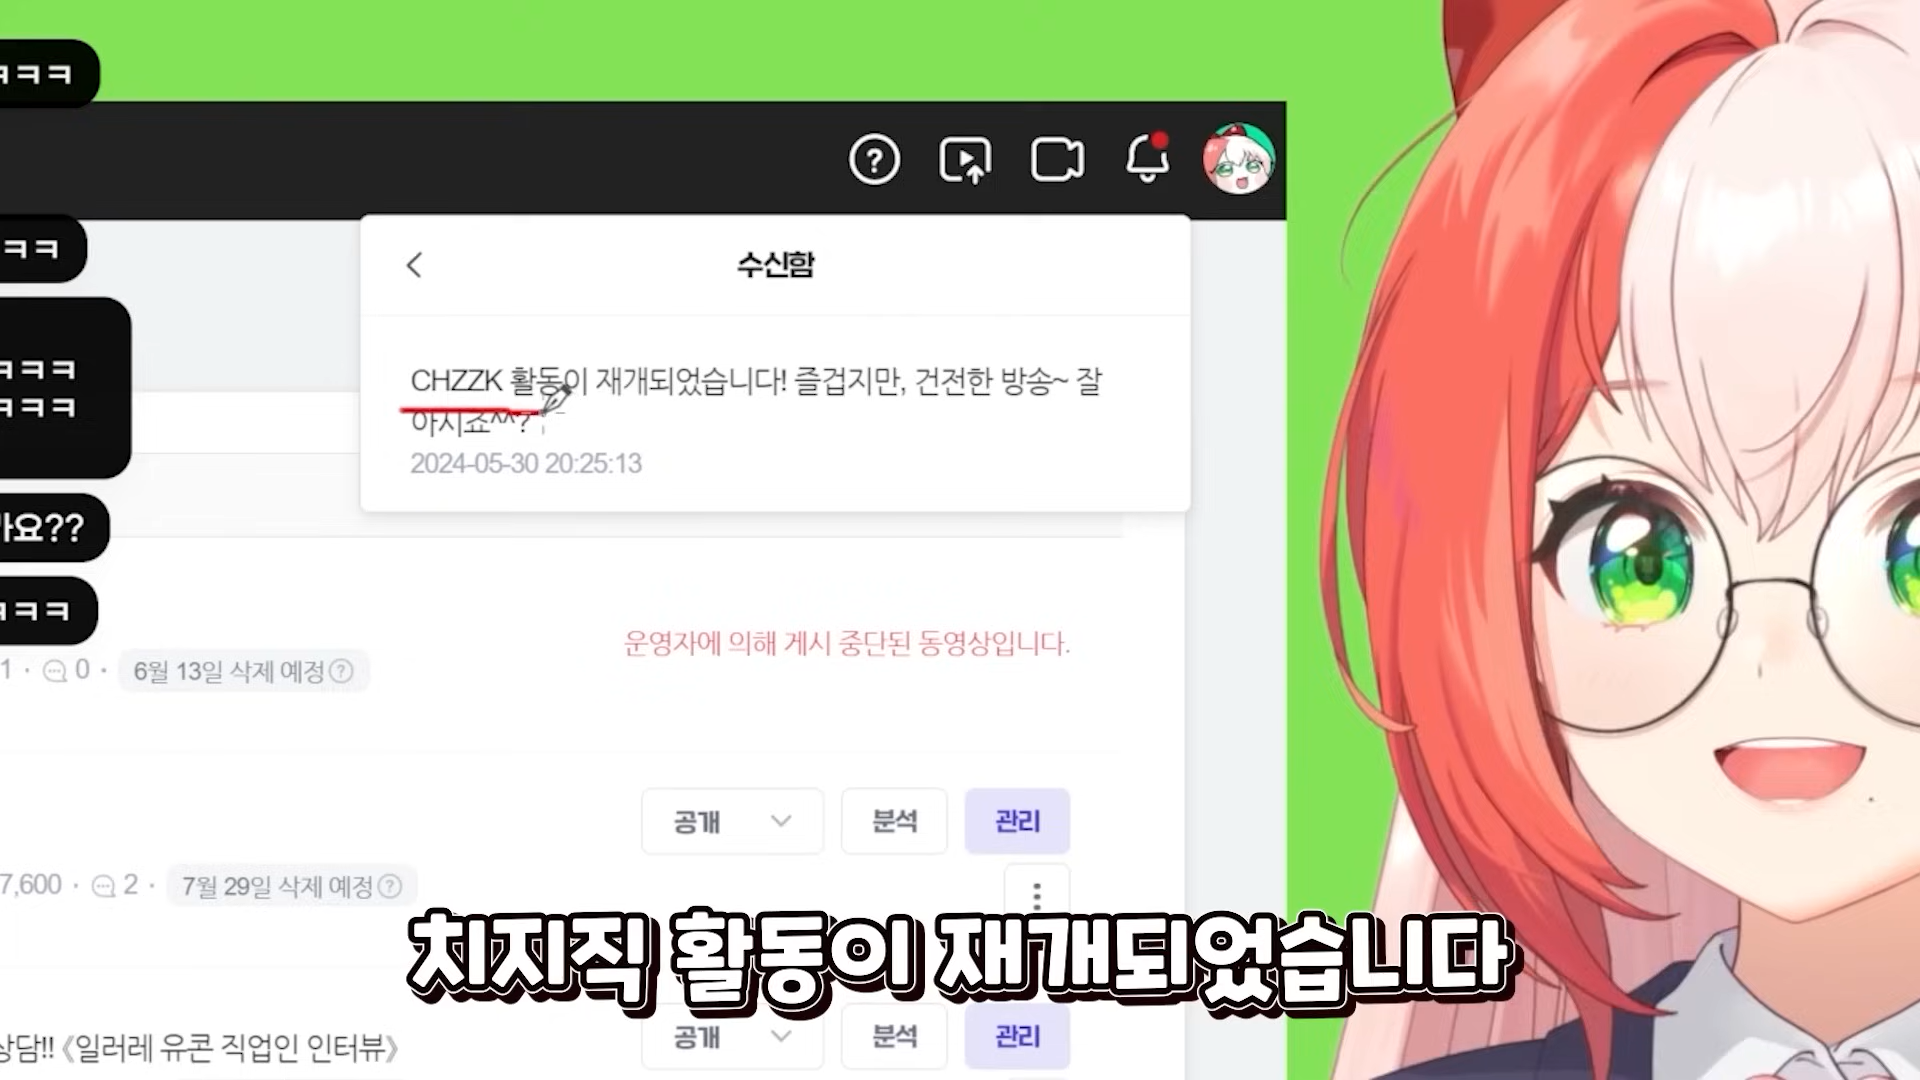 ㅋㅋㅋ
수신함
ㅋㅋ
CHZZK 활동이 재개되었습니다! 즐겁지만, 건전한 방송~ 잘
아시죠^^?
2024-05-30 20:25:13
ㅋㅋㅋ
ㅋㅋㅋ
가요??
ㅋㅋㅋ
운영자에 의해 게시 중단된 동영상입니다.
1 · 0 · 6월 13일 삭제 예정
공개 분석 관리
7,600 · 2 · 7월 29일 삭제 예정
치지직 활동이 재개되었습니다
공개 분석 관리
상담!!《일러레 유콘 직업인 인터뷰》